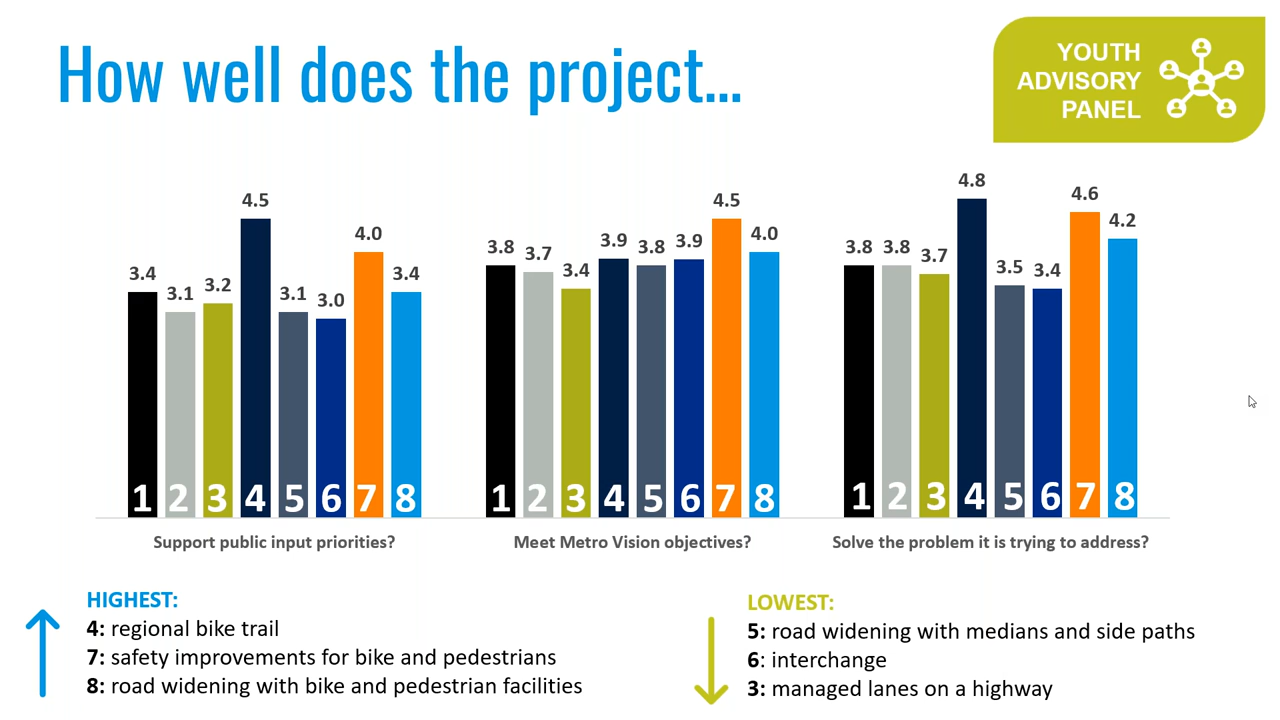 How well does the project...
YOUTH
ADVISORY
PANEL
3.4
3.1
3.2
4.5
3.1
3.0
4.0
3.4
1 2 3 4 5 6 7 8
Support public input priorities?
3.8
3.7
3.4
3.9
3.8
3.9
4.5
4.0
1 2 3 4 5 6 7 8
Meet Metro Vision objectives?
3.8
3.8
3.7
4.8
3.5
3.4
4.6
4.2
1 2 3 4 5 6 7 8
Solve the problem it is trying to address?
HIGHEST:
4: regional bike trail
7: safety improvements for bike and pedestrians
8: road widening with bike and pedestrian facilities
LOWEST:
5: road widening with medians and side paths
6: interchange
3: managed lanes on a highway